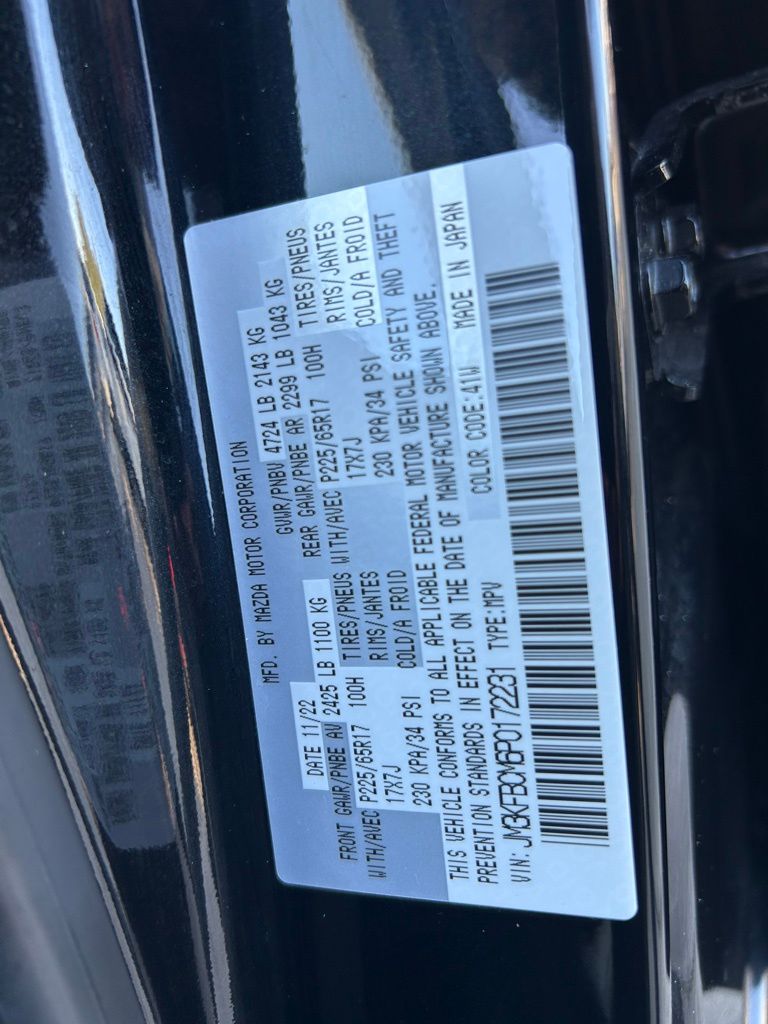 MFD. BY MAZDA MOTOR CORPORATION
DATE 11/22 GVWR/PNBV 4724 LB 2143 KG
FRONT GAWR/PNBE AV 2425 LB 1100 KG REAR GAWR/PNBE AR 2299 LB 1043 KG
WITH/AVEC P225/65R17 100H TIRES/PNEUS WITH/AVEC P225/65R17 100H TIRES/PNEUS
17X7J RIMS/JANTES 17X7J RIMS/JANTES
230 KPA/34 PSI COLD/A FROID 230 KPA/34 PSI COLD/A FROID
THIS VEHICLE CONFORMS TO ALL APPLICABLE FEDERAL MOTOR VEHICLE SAFETY AND THEFT
PREVENTION STANDARDS IN EFFECT ON THE DATE OF MANUFACTURE SHOWN ABOVE.
VIN: JM3KFBCM6P0172231 TYPE:MPV COLOR CODE:41W MADE IN JAPAN